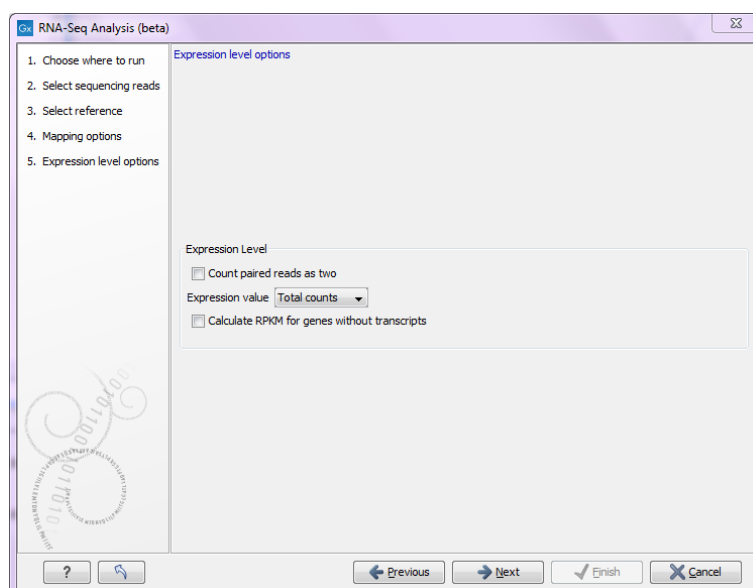 Gx RNA-Seq Analysis (beta)
1. Choose where to run
2. Select sequencing reads
3. Select reference
4. Mapping options
5. Expression level options
Expression level options
Expression Level
Count paired reads as two
Expression value Total counts
Calculate RPKM for genes without transcripts
? Previous Next Finish Cancel